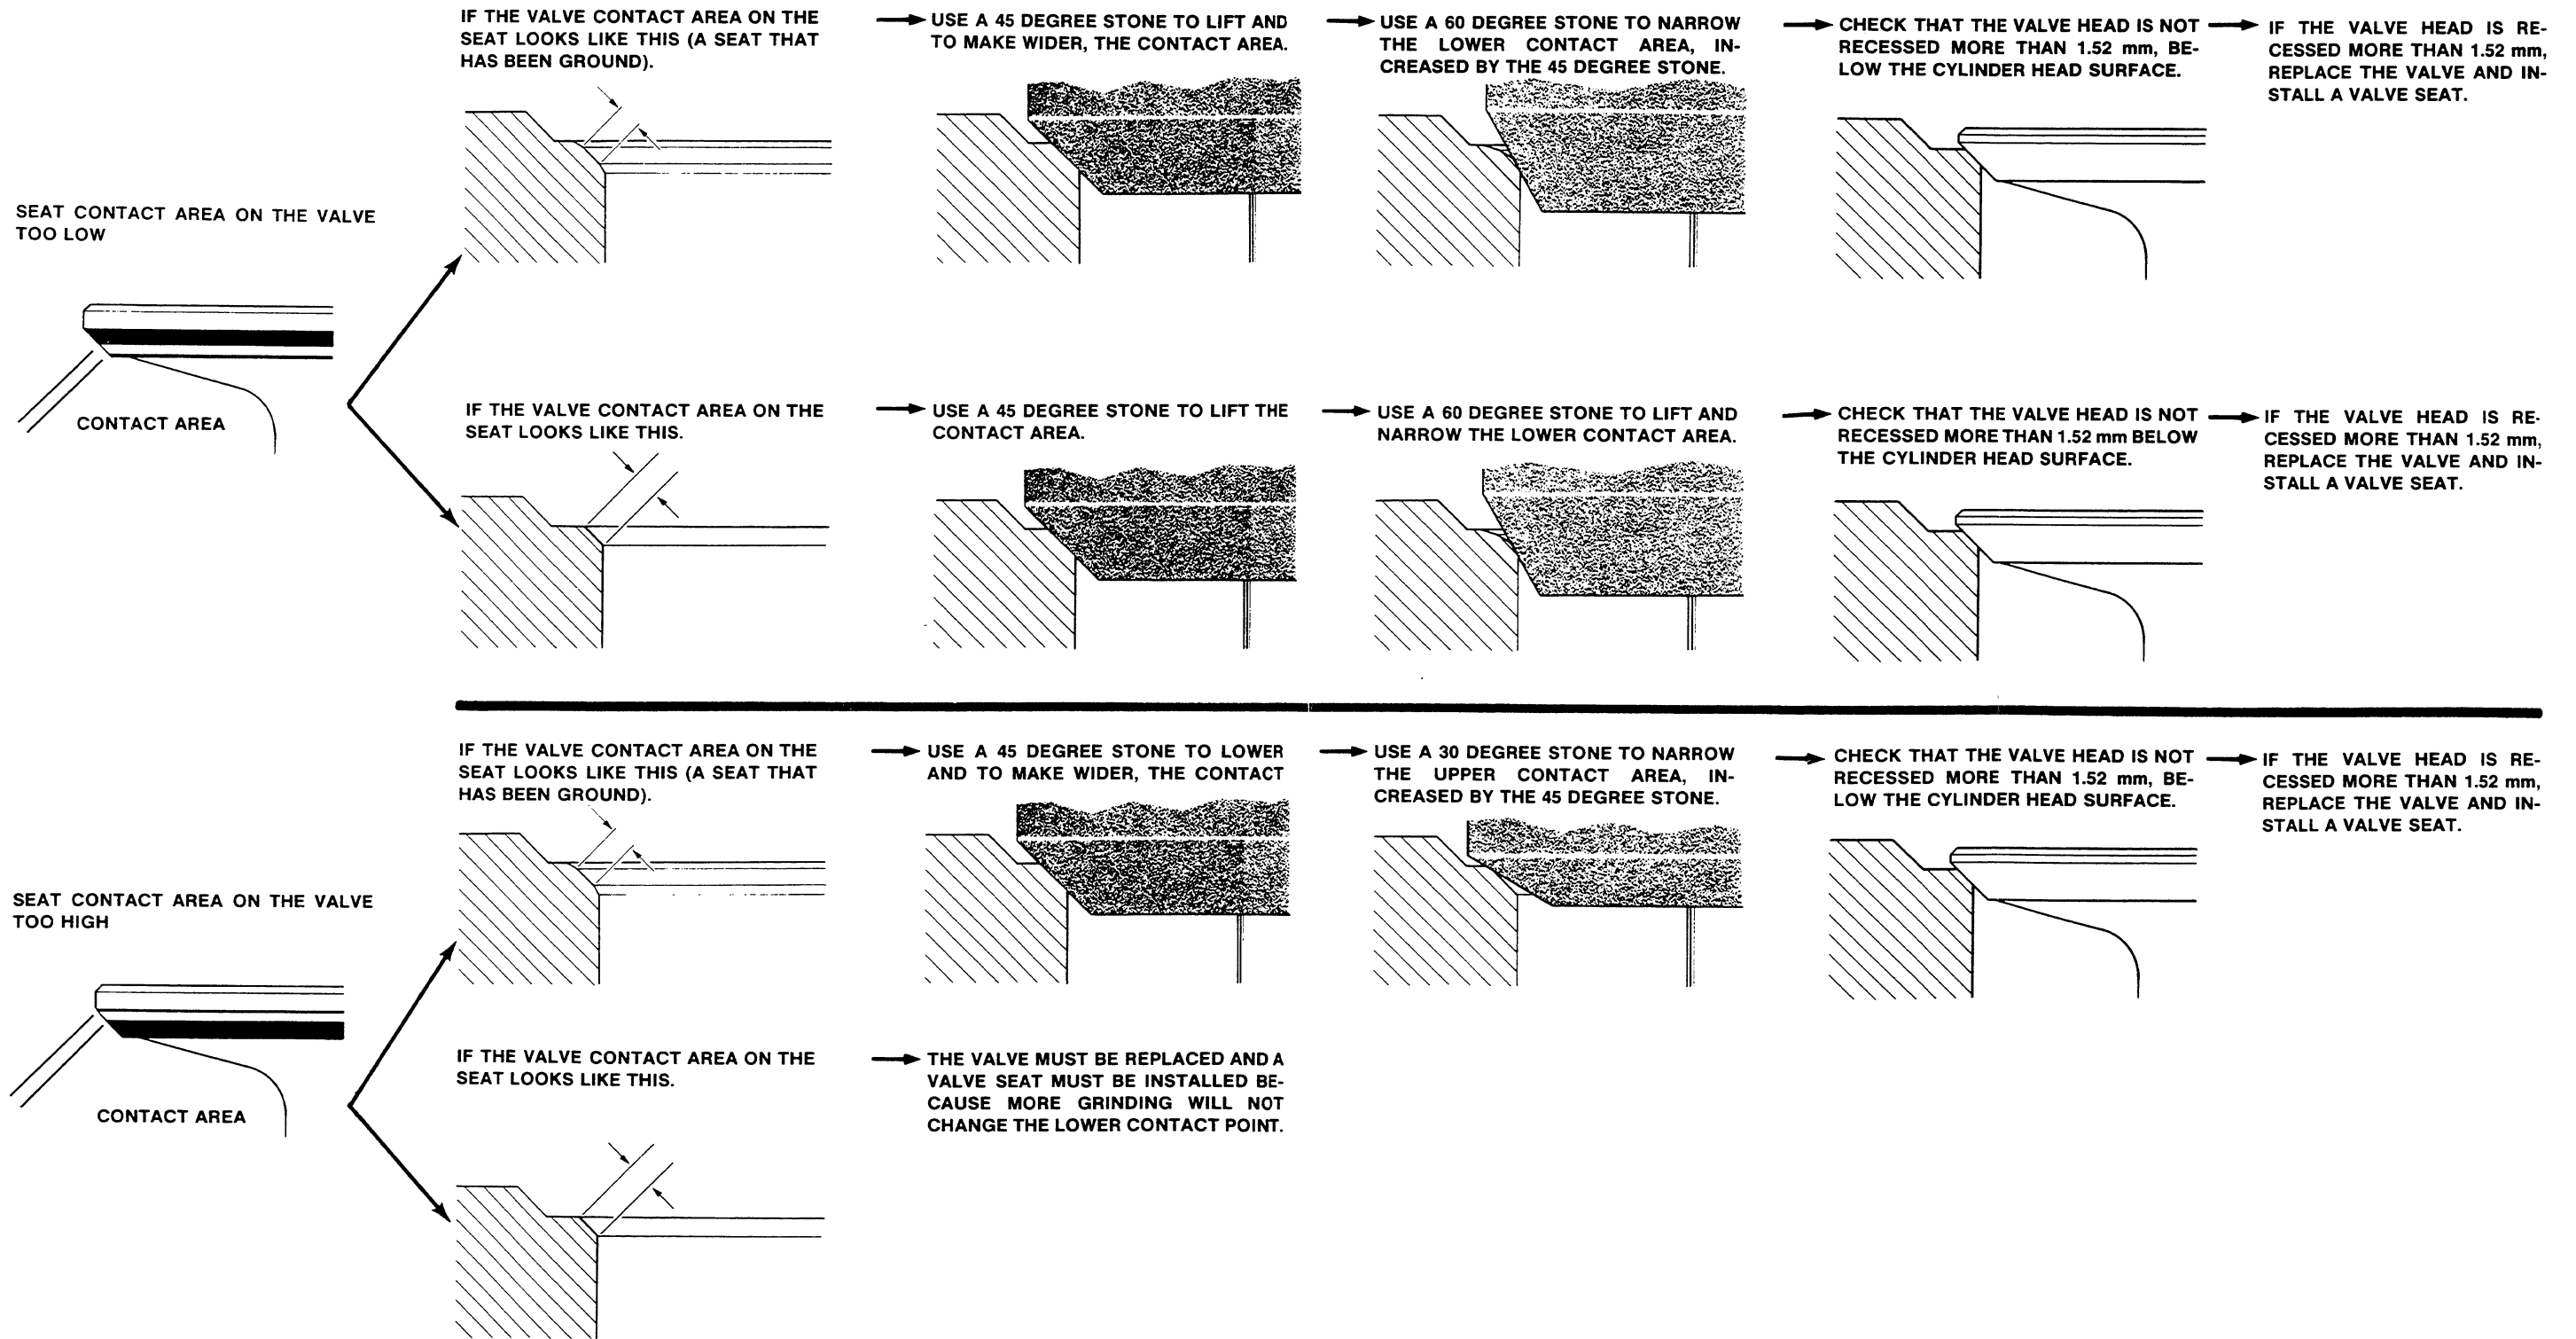 SEAT CONTACT AREA ON THE VALVE
TOO LOW
CONTACT AREA
IF THE VALVE CONTACT AREA ON THE
SEAT LOOKS LIKE THIS (A SEAT THAT
HAS BEEN GROUND).
USE A 45 DEGREE STONE TO LIFT AND
TO MAKE WIDER, THE CONTACT AREA.
USE A 60 DEGREE STONE TO NARROW
THE LOWER CONTACT AREA, IN-
CREASED BY THE 45 DEGREE STONE.
CHECK THAT THE VALVE HEAD IS NOT
RECESSED MORE THAN 1.52 mm, BE-
LOW THE CYLINDER HEAD SURFACE.
IF THE VALVE HEAD IS RE-
CESSED MORE THAN 1.52 mm,
REPLACE THE VALVE AND IN-
STALL A VALVE SEAT.
IF THE VALVE CONTACT AREA ON THE
SEAT LOOKS LIKE THIS.
USE A 45 DEGREE STONE TO LIFT THE
CONTACT AREA.
USE A 60 DEGREE STONE TO LIFT AND
NARROW THE LOWER CONTACT AREA.
CHECK THAT THE VALVE HEAD IS NOT
RECESSED MORE THAN 1.52 mm BELOW
THE CYLINDER HEAD SURFACE.
IF THE VALVE HEAD IS RE-
CESSED MORE THAN 1.52 mm,
REPLACE THE VALVE AND IN-
STALL A VALVE SEAT.
SEAT CONTACT AREA ON THE VALVE
TOO HIGH
CONTACT AREA
IF THE VALVE CONTACT AREA ON THE
SEAT LOOKS LIKE THIS (A SEAT THAT
HAS BEEN GROUND).
USE A 45 DEGREE STONE TO LOWER
AND TO MAKE WIDER, THE CONTACT
USE A 30 DEGREE STONE TO NARROW
THE UPPER CONTACT AREA, IN-
CREASED BY THE 45 DEGREE STONE.
CHECK THAT THE VALVE HEAD IS NOT
RECESSED MORE THAN 1.52 mm, BE-
LOW THE CYLINDER HEAD SURFACE.
IF THE VALVE HEAD IS RE-
CESSED MORE THAN 1.52 mm,
REPLACE THE VALVE AND IN-
STALL A VALVE SEAT.
IF THE VALVE CONTACT AREA ON THE
SEAT LOOKS LIKE THIS.
THE VALVE MUST BE REPLACED AND A
VALVE SEAT MUST BE INSTALLED BE-
CAUSE MORE GRINDING WILL NOT
CHANGE THE LOWER CONTACT POINT.